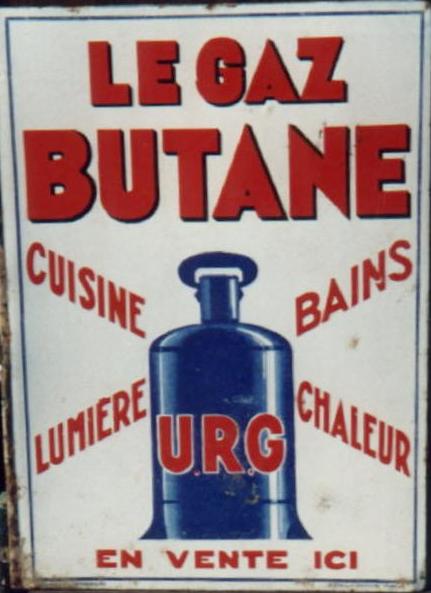 LE GAZ
BUTANE
CUISINE
BAINS
LUMIERE
CHALEUR
U.R.G
EN VENTE ICI